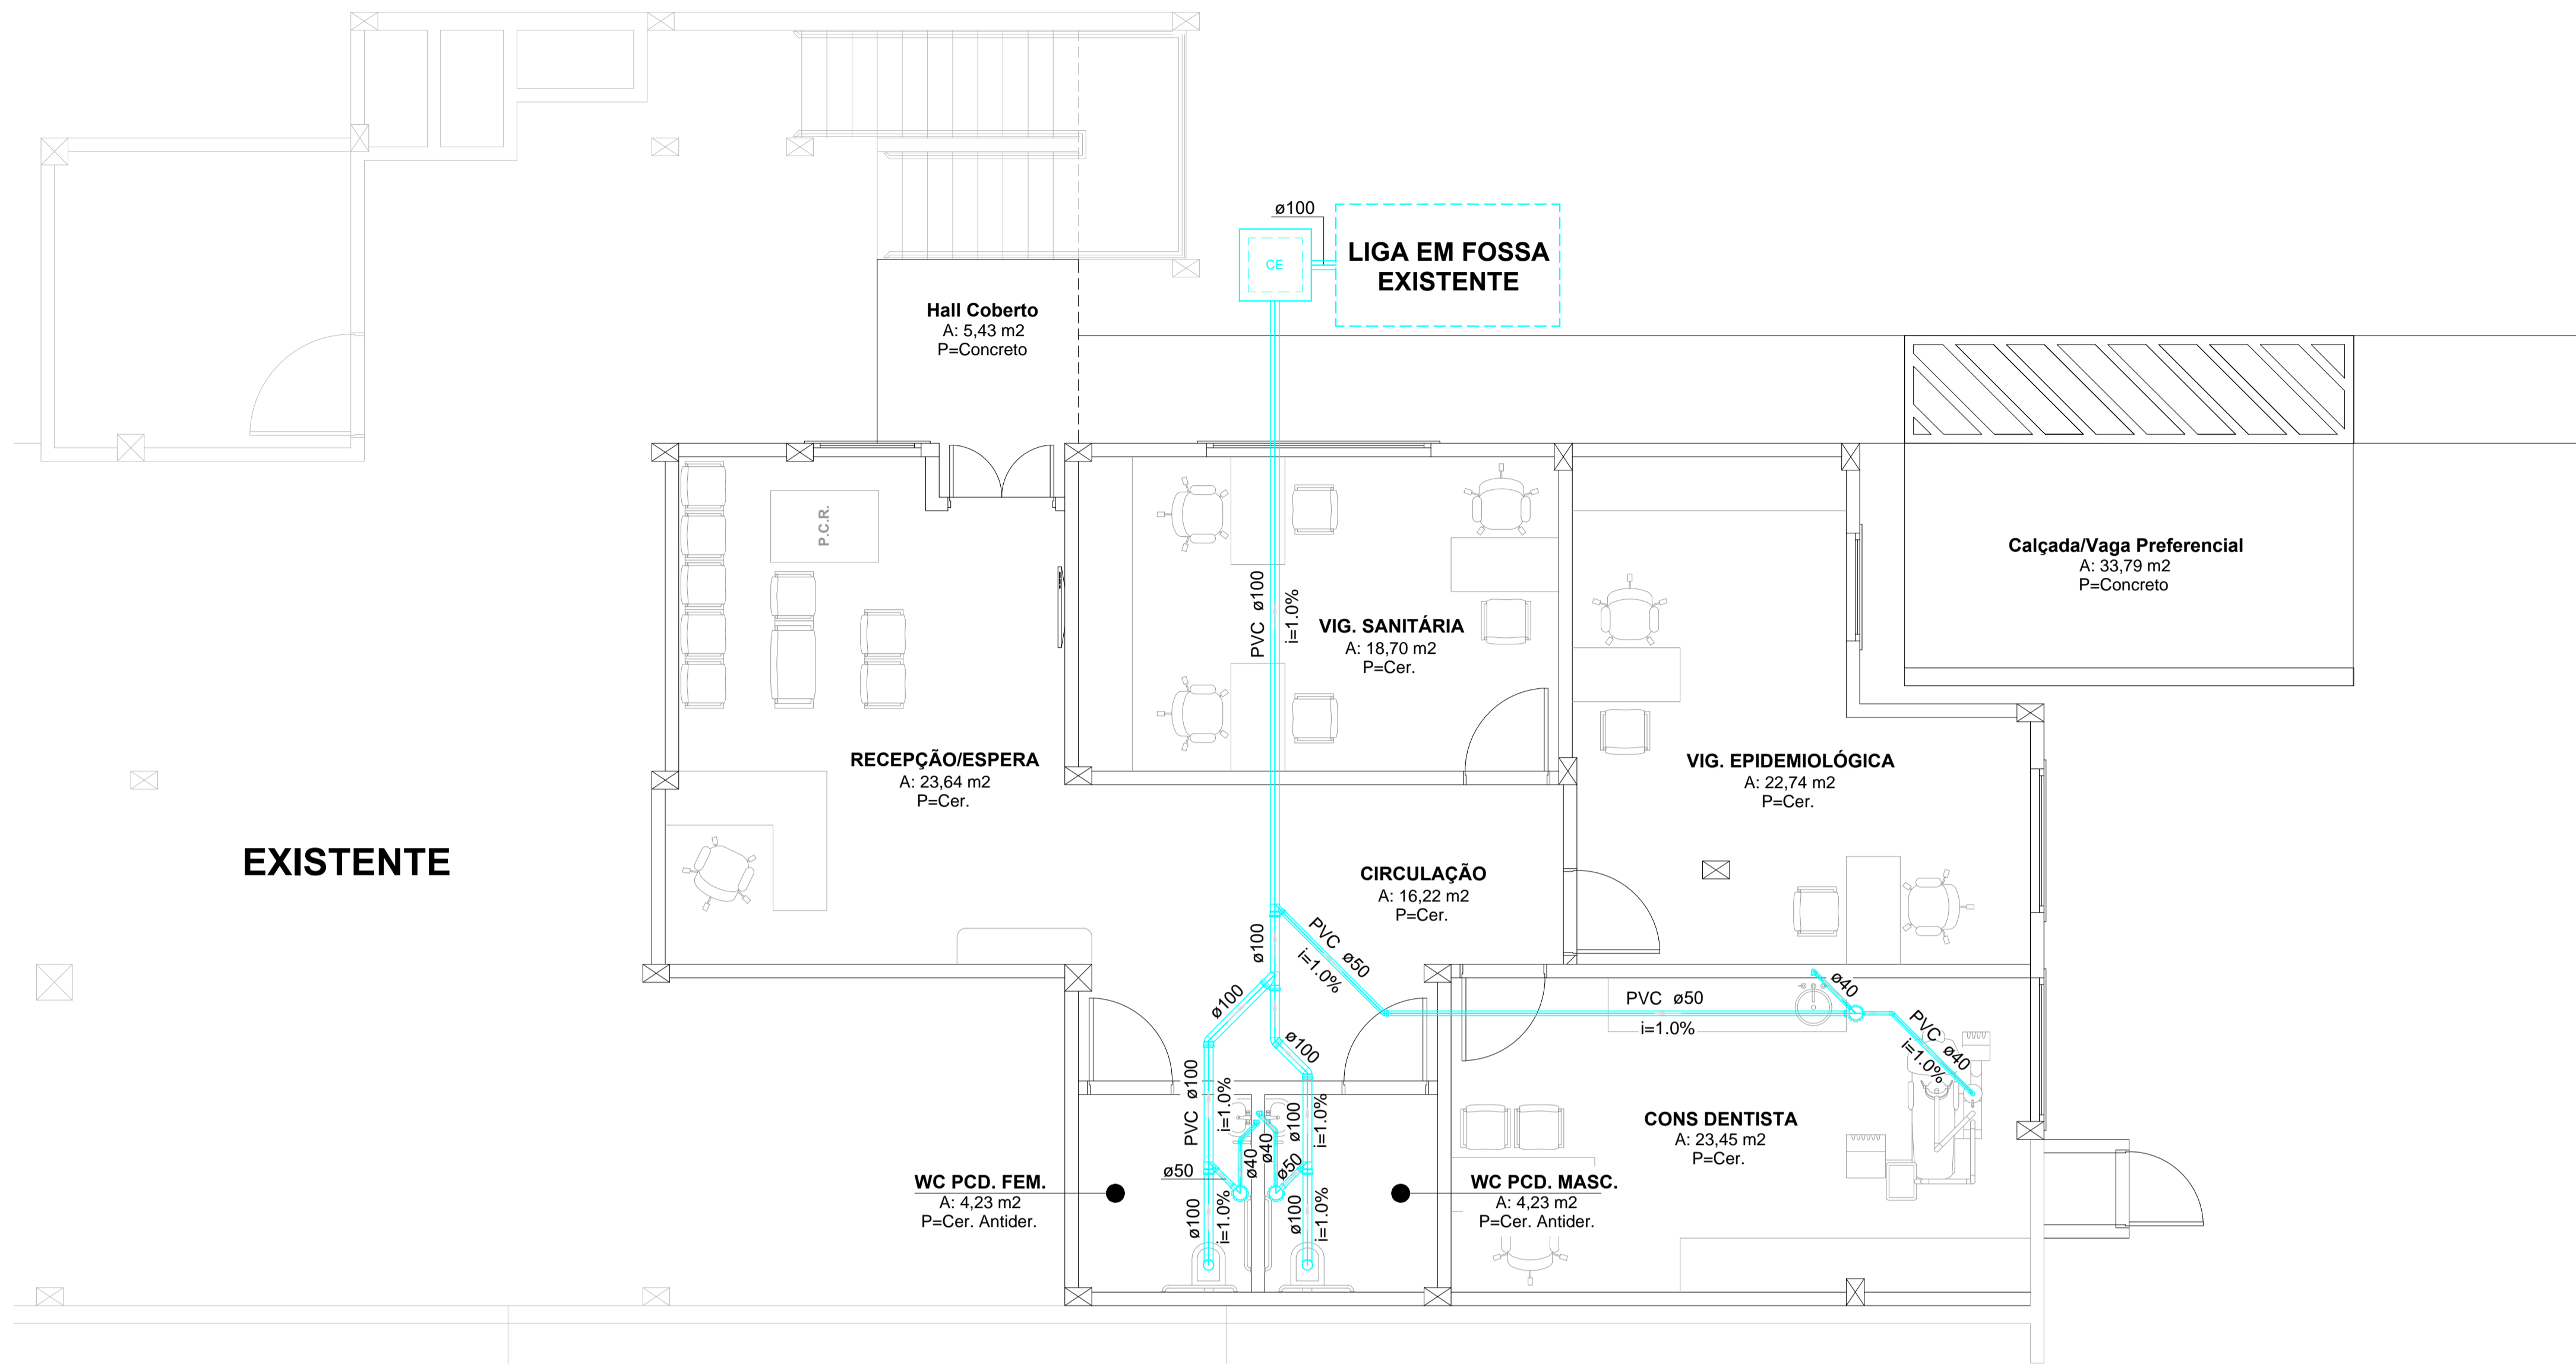 ø100
LIGA EM FOSSA
EXISTENTE
CE
Hall Coberto
A: 5,43 m2
P=Concreto
P.C.R.
Calçada/Vaga Preferencial
A: 33,79 m2
P=Concreto
PVC ø100
i=1.0%
VIG. SANITÁRIA
A: 18,70 m2
P=Cer.
RECEPÇÃO/ESPERA
A: 23,64 m2
P=Cer.
VIG. EPIDEMIOLÓGICA
A: 22,74 m2
P=Cer.
EXISTENTE
CIRCULAÇÃO
A: 16,22 m2
P=Cer.
ø100
PVC ø50
i=1.0%
ø100
ø100
PVC ø50
i=1.0%
ø40
PVC ø40
i=1.0%
PVC ø100
i=1.0%
ø100
i=1.0%
ø40
ø40
ø50
ø50
CONS DENTISTA
A: 23,45 m2
P=Cer.
WC PCD. FEM.
A: 4,23 m2
P=Cer. Antider.
WC PCD. MASC.
A: 4,23 m2
P=Cer. Antider.
ø100
i=1.0%
ø100
i=1.0%